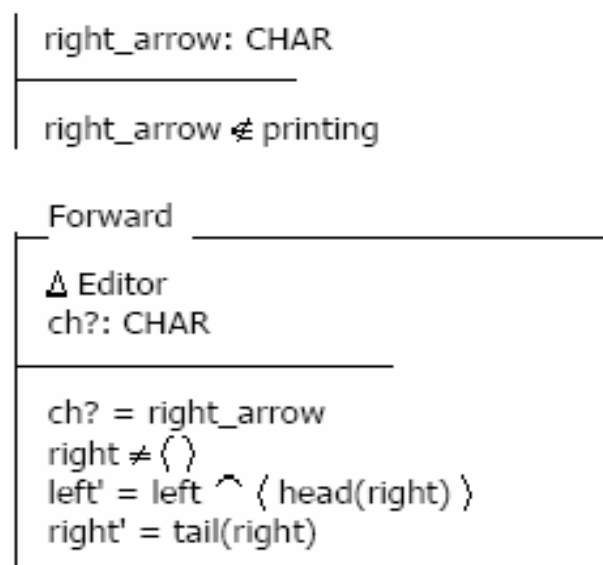 right_arrow: CHAR
right_arrow ∉ printing
Forward
Δ Editor
ch?: CHAR
ch? = right_arrow
right ≠ ⟨ ⟩
left' = left ⁀ ⟨ head(right) ⟩
right' = tail(right)